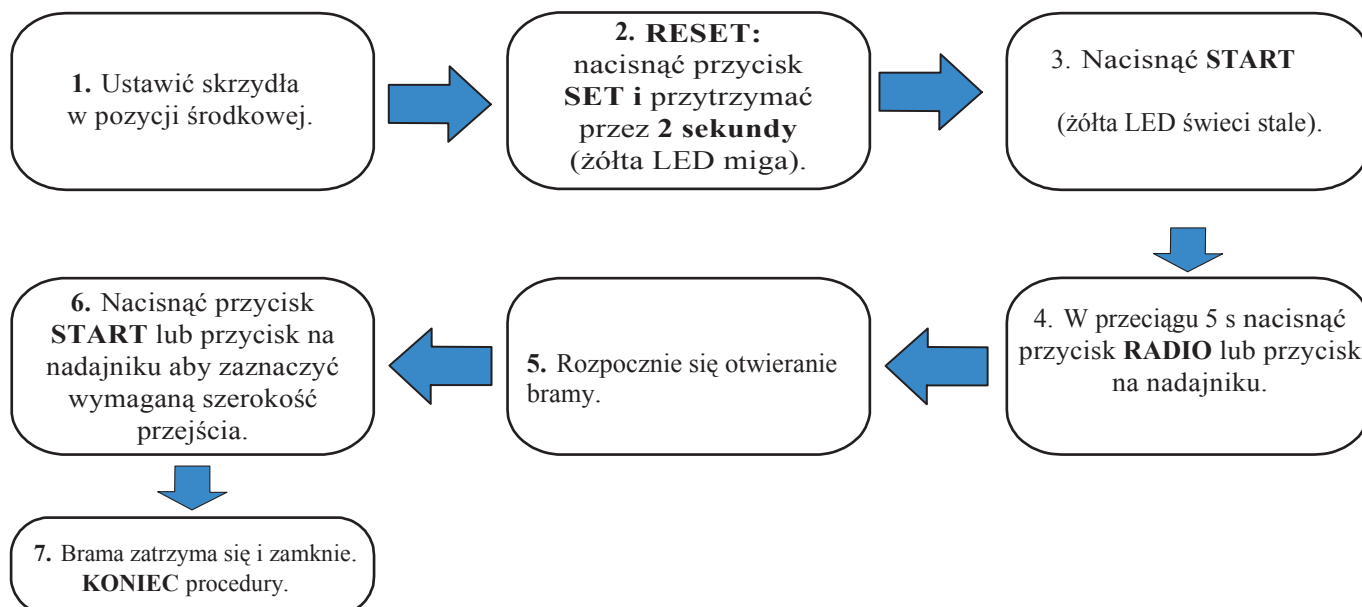 1. Ustawić skrzydła
w pozycji środkowej.
2. RESET:
nacisnąć przycisk
SET i przytrzymać
przez 2 sekundy
(żółta LED miga).
3. Nacisnąć START
(żółta LED świeci stale).
4. W przeciągu 5 s nacisnąć
przycisk RADIO lub przycisk
na nadajniku.
5. Rozpocznie się otwieranie
bramy.
6. Nacisnąć przycisk
START lub przycisk na
nadajniku aby zaznaczyć
wymaganą szerokość
przejścia.
7. Brama zatrzyma się i zamknie.
KONIEC procedury.